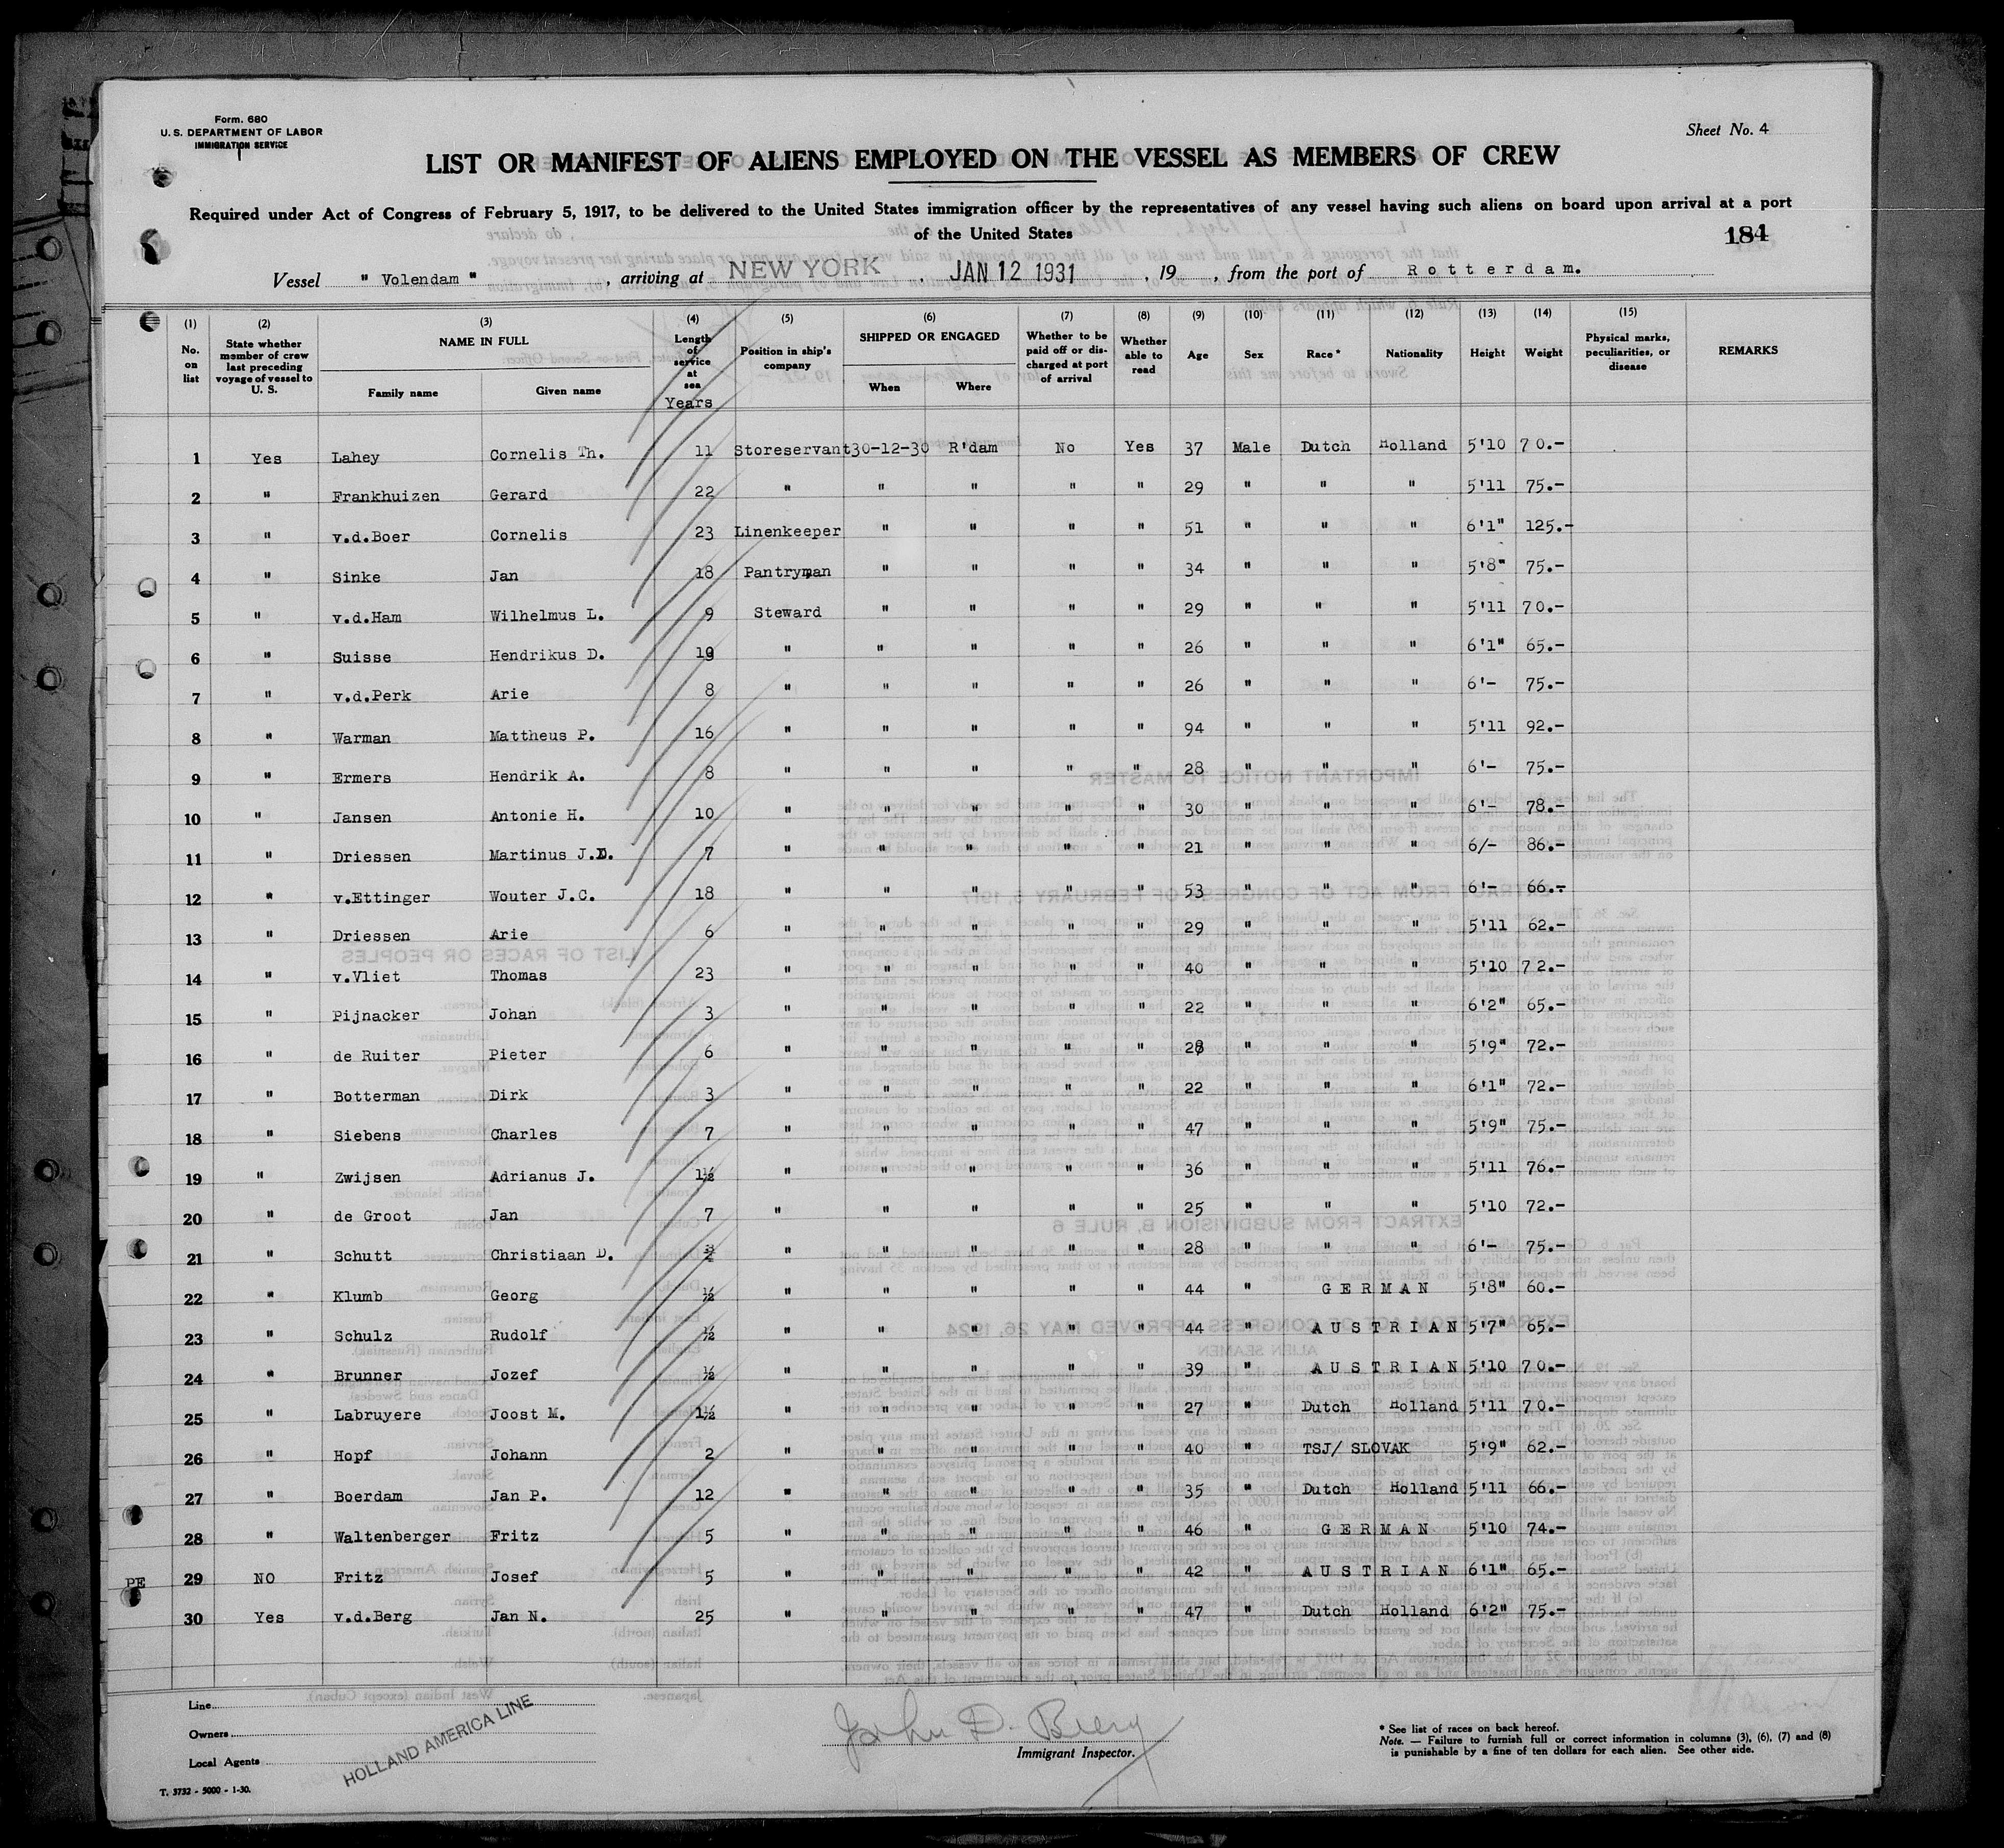 Form. 680
U. S. DEPARTMENT OF LABOR
IMMIGRATION SERVICE
Sheet No. 4
LIST OR MANIFEST OF ALIENS EMPLOYED ON THE VESSEL AS MEMBERS OF CREW
Required under Act of Congress of February 5, 1917, to be delivered to the United States immigration officer by the representatives of any vessel having such aliens on board upon arrival at a port
of the United States
184
Vessel " Volendam " , arriving at NEW YORK , JAN 12 1931 , 19 , from the port of Rotterdam.
(1) (2) (3) (4) (5) (6) (7) (8) (9) (10) (11) (12) (13) (14) (15)
No. on list State whether member of crew last preceding voyage of vessel to U. S. NAME IN FULL Family name Given name Length of service at sea Years Position in ship's company SHIPPED OR ENGAGED When Where Whether to be paid off or discharged at port of arrival Whether able to read Age Sex Race * Nationality Height Weight Physical marks, peculiarities, or disease REMARKS
1 Yes Lahey Cornelis Th. 11 Storeservant 30-12-30 R'dam No Yes 37 Male Dutch Holland 5'10 70.-
2 " Frankhuizen Gerard 22 " " " " " 29 " " " 5'11 75.-
3 " v.d.Boer Cornelis 23 Linenkeeper " " " " 51 " " " 6'1" 125.-
4 " Sinke Jan 18 Pantryman " " " " 34 " " " 5'8" 75.-
5 " v.d.Ham Wilhelmus L. 9 Steward " " " " 29 " " " 5'11 70.-
6 " Suisse Hendrikus D. 10 " " " " " 26 " " " 6'1" 65.-
7 " v.d.Perk Arie 8 " " " " " 26 " " " 6'- 75.-
8 " Warman Mattheus P. 16 " " " " " 94 " " " 5'11 92.-
9 " Ermers Hendrik A. 8 " " " " " 28 " " " 6'- 75.-
10 " Jansen Antonie H. 10 " " " " " 30 " " " 6'- 78.-
11 " Driessen Martinus J.D. 7 " " " " " 21 " " " 6/- 86.-
12 " v.Ettinger Wouter J.C. 18 " " " " " 53 " " " 6'- 66.-
13 " Driessen Arie 6 " " " " " 29 " " " 5'11 62.-
14 " v.Vliet Thomas 23 " " " " " 40 " " " 5'10 72.-
15 " Pijnacker Johan 3 " " " " " 22 " " " 6'2" 65.-
16 " de Ruiter Pieter 6 " " " " " 28 " " " 5'9" 72.-
17 " Botterman Dirk 3 " " " " " 22 " " " 6'1" 72.-
18 " Siebens Charles 7 " " " " " 47 " " " 5'9" 75.-
19 " Zwijsen Adrianus J. 1½ " " " " " 36 " " " 5'11 76.-
20 " de Groot Jan 7 " " " " " 25 " " " 5'10 72.-
21 " Schutt Christiaan D. " " " " " 28 " " " 6'- 75.-
22 " Klumb Georg ½ " " " " " 44 " GERMAN 5'8" 60.-
23 " Schulz Rudolf ½ " " " " " 44 " AUSTRIAN 5'7" 65.-
24 " Brunner Jozef ½ " " " " " 39 " AUSTRIAN 5'10 70.-
25 " Labruyere Joost M. 1½ " " " " " 27 " Dutch Holland 5'11 70.-
26 " Hopf Johann 2 " " " " " 40 " TSJ/ SLOVAK 5'9" 62.-
27 " Boerdam Jan P. 12 " " " " " 35 " Dutch Holland 5'11 66.-
28 " Waltenberger Fritz 5 " " " " " 46 " GERMAN 5'10 74.-
PE 29 NO Fritz Josef 5 " " " " " 42 " AUSTRIAN 6'1" 65.-
30 Yes v.d.Berg Jan N. 25 " " " " " 47 " Dutch Holland 6'2" 75.-
Line
Owners
Local Agents
HOLLAND AMERICA LINE
T. 3732 - 5000 - 1-30.
John D.
Immigrant Inspector.
* See list of races on back hereof.
Note. — Failure to furnish full or correct information in columns (3), (6), (7) and (8)
is punishable by a fine of ten dollars for each alien. See other side.